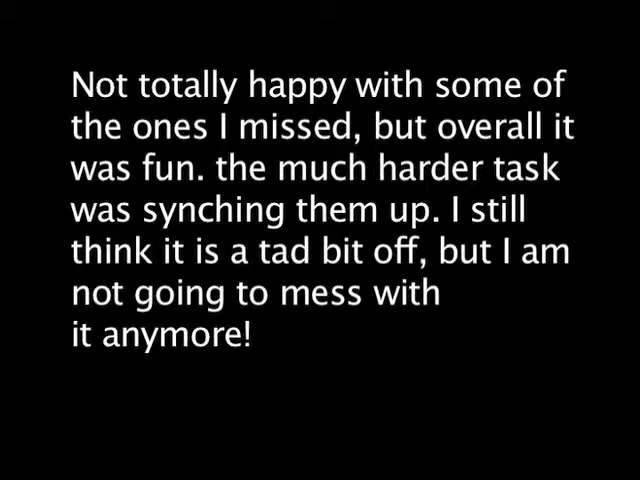 Not totally happy with some of
the ones I missed, but overall it
was fun. the much harder task
was synching them up. I still
think it is a tad bit off, but I am
not going to mess with
it anymore!